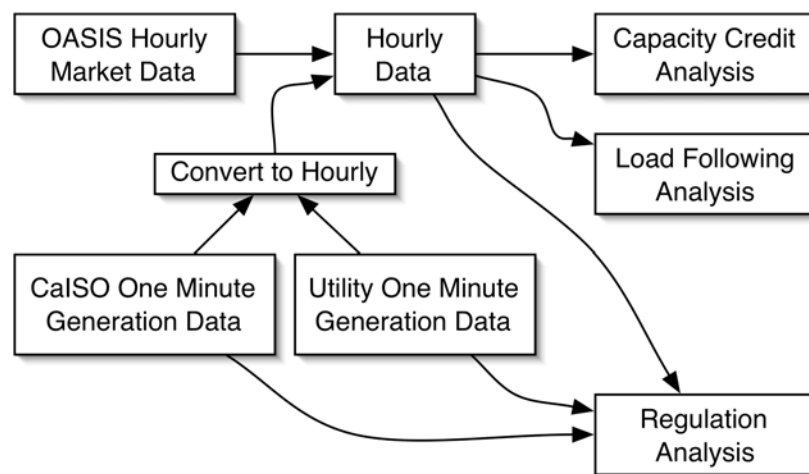 OASIS Hourly
Market Data
Hourly
Data
Capacity Credit
Analysis
Load Following
Analysis
Convert to Hourly
CaISO One Minute
Generation Data
Utility One Minute
Generation Data
Regulation
Analysis